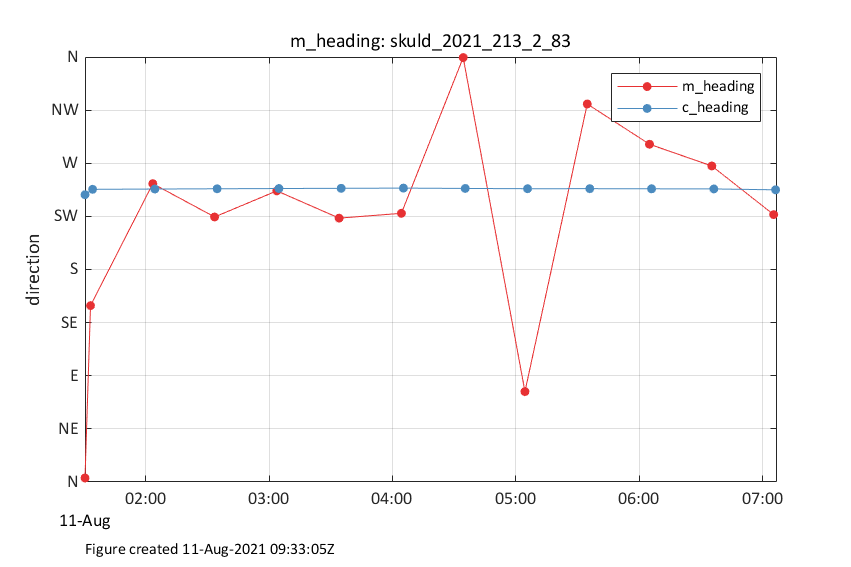 m_heading: skuld_2021_213_2_83
N
NW
W
SW
S
SE
E
NE
N
direction
m_heading
c_heading
02:00 03:00 04:00 05:00 06:00 07:00
11-Aug
Figure created 11-Aug-2021 09:33:05Z